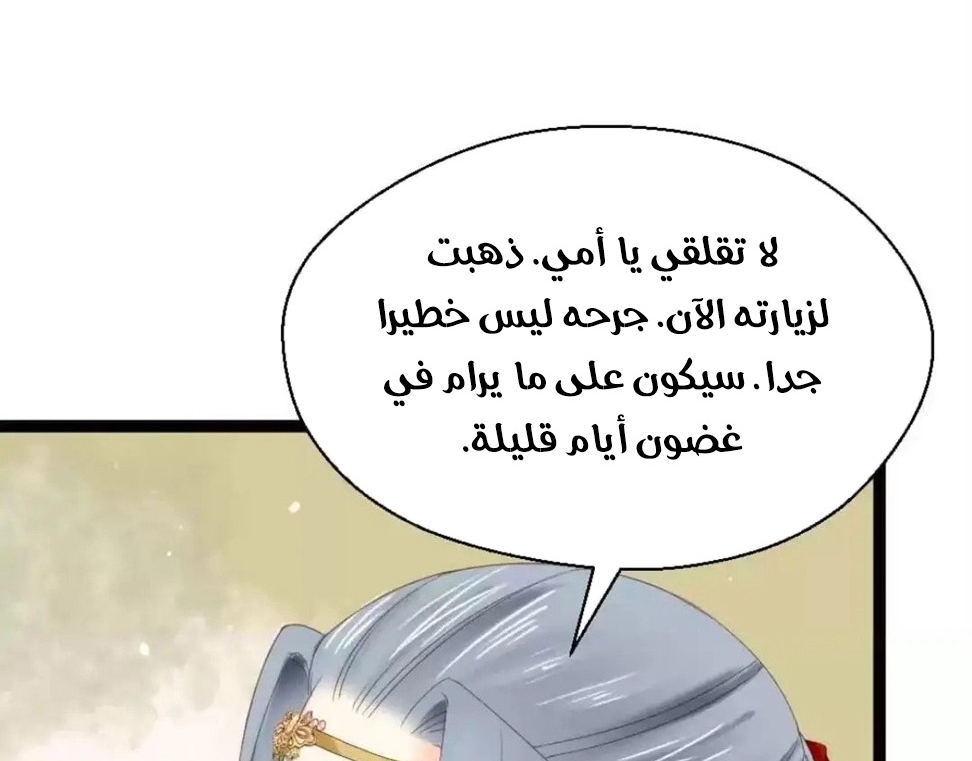 لا تقلقي يا أمي. ذهبت
لزيارته الآن. جرحه ليس خطيرا
جدا. سيكون على ما يرام في
غضون أيام قليلة.